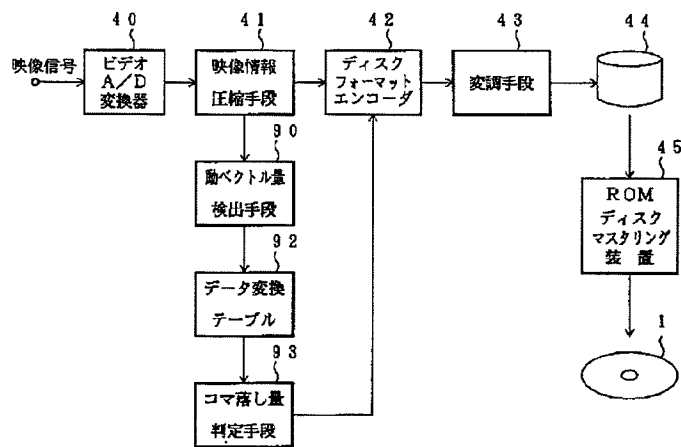 40
41
42
43
44
映像信号
ビデオ
A/D
変換器
映像情報
圧縮手段
ディスク
フォーマット
エンコーダ
変調手段
90
動ベクトル量
検出手段
45
ROM
ディスク
マスタリング
装置
92
データ変換
テーブル
93
コマ落し量
判定手段
1